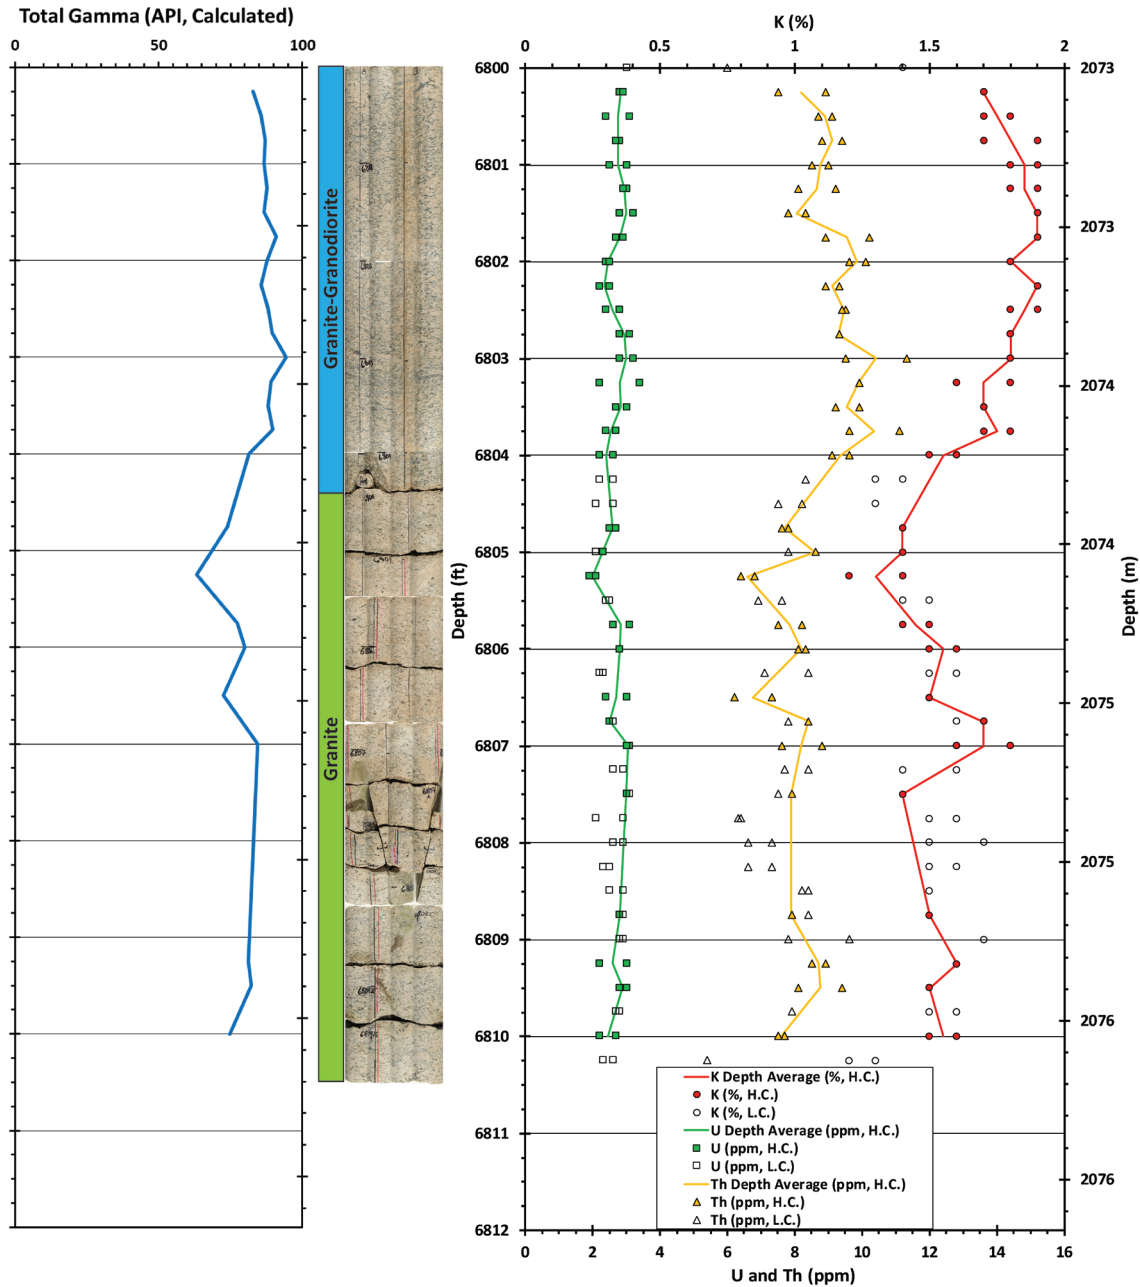 Total Gamma (API, Calculated)
0 50 100
K (%)
0 0.5 1 1.5 2
6800 2073
6801
2073
6802
6803
2074
6804
2074
6805
6806
2075
6807
6808
2075
6809
2076
6810
6811
2076
6812
Granite-Granodiorite
Granite
Depth (ft)
Depth (m)
K Depth Average (%, H.C.)
K (%, H.C.)
K (%, L.C.)
U Depth Average (ppm, H.C.)
U (ppm, H.C.)
U (ppm, L.C.)
Th Depth Average (ppm, H.C.)
Th (ppm, H.C.)
Th (ppm, L.C.)
0 2 4 6 8 10 12 14 16
U and Th (ppm)